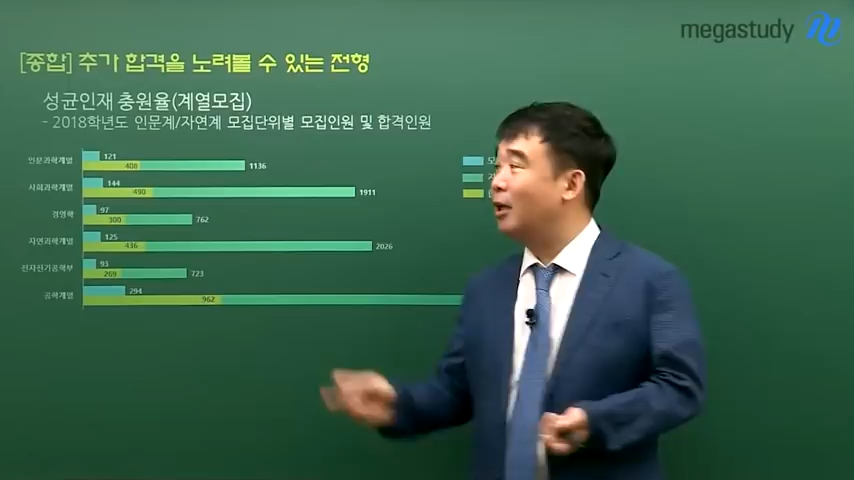 megastudy
[종합] 추가 합격을 노려볼 수 있는 전형
성균인재 충원율(계열모집)
- 2018학년도 인문계/자연계 모집단위별 모집인원 및 합격인원
인문과학계열 121
408 1136
사회과학계열 144
490 1911
경영학 97
300 762
자연과학계열 125
436 2026
전자전기공학부 93
269 723
공학계열 294
962